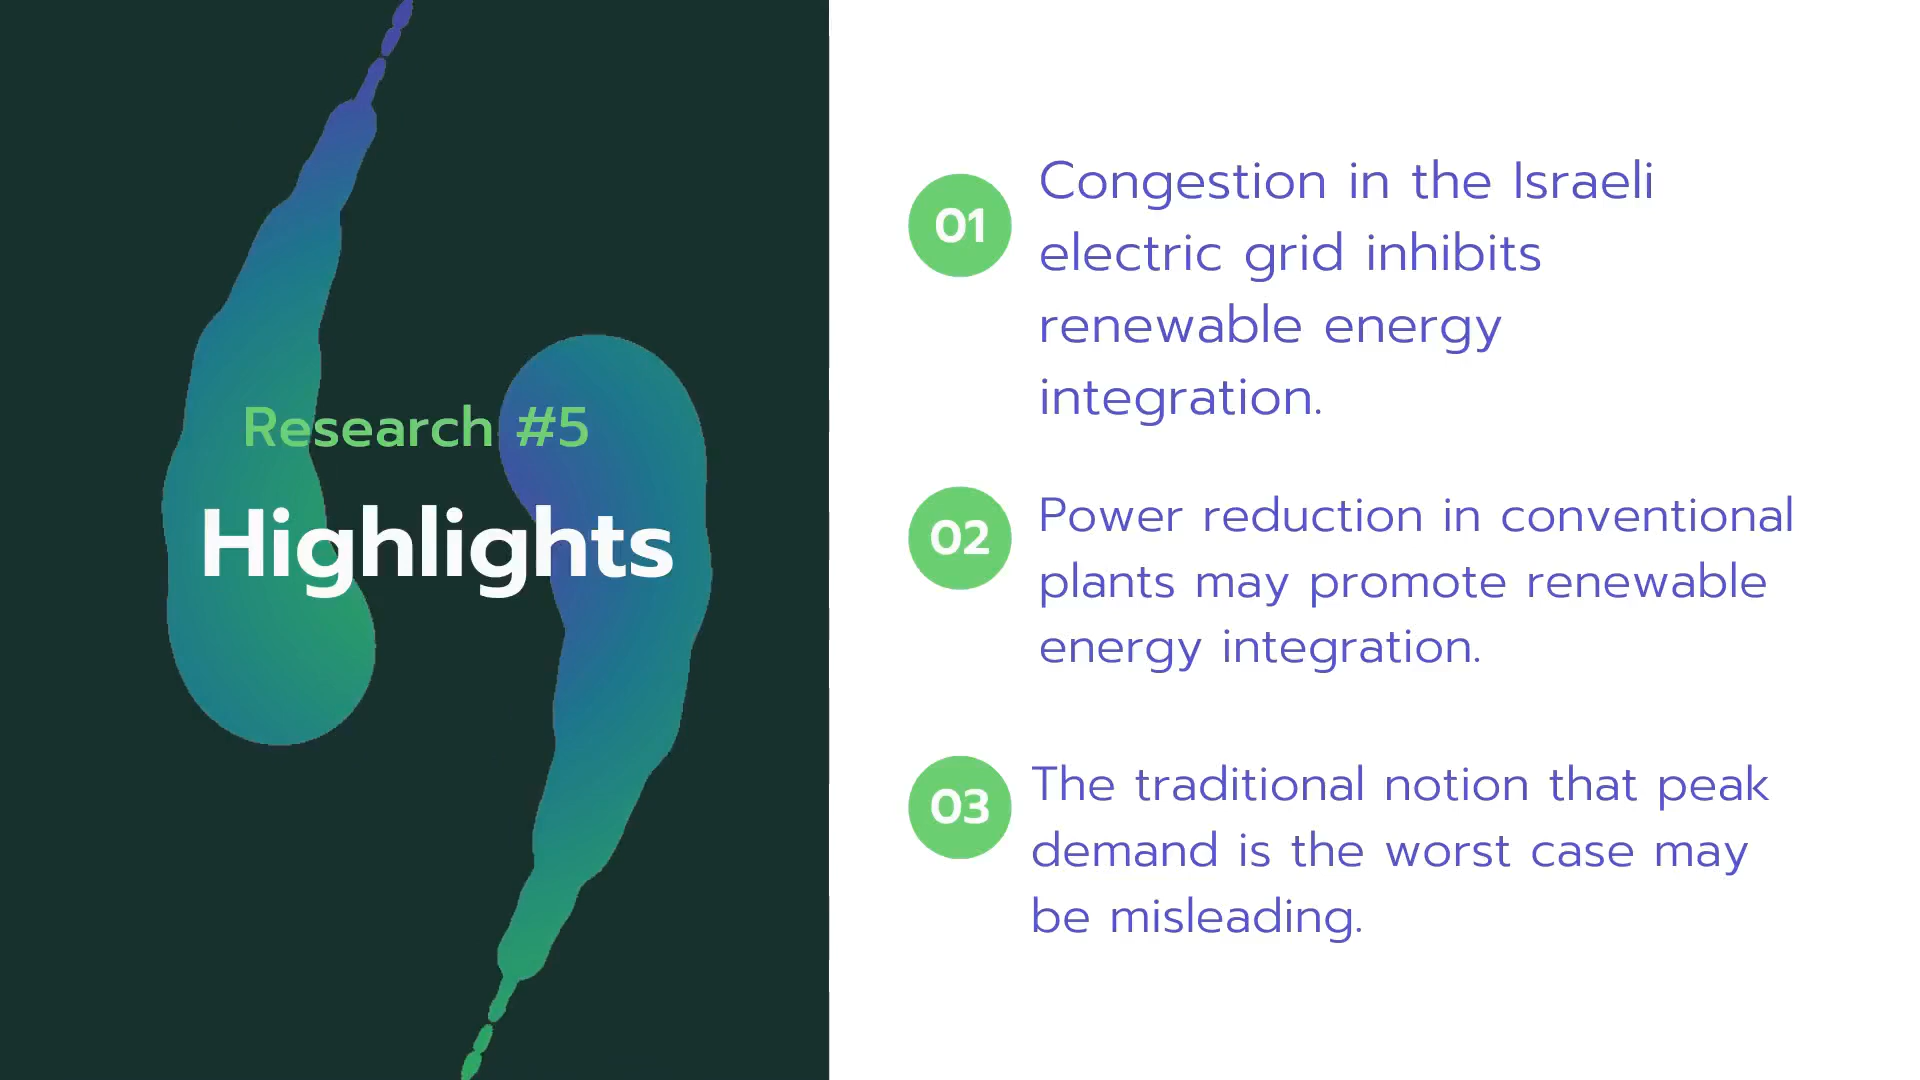 Research #5
Highlights
01
Congestion in the Israeli
electric grid inhibits
renewable energy
integration.
02
Power reduction in conventional
plants may promote renewable
energy integration.
03
The traditional notion that peak
demand is the worst case may
be misleading.